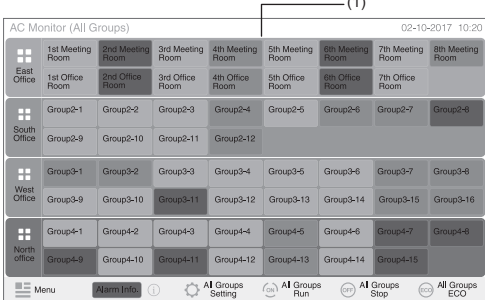 (1)
AC Monitor (All Groups) 02-10-2017 10:20
East Office
1st Meeting Room 2nd Meeting Room 3rd Meeting Room 4th Meeting Room 5th Meeting Room 6th Meeting Room 7th Meeting Room 8th Meeting Room
1st Office Room 2nd Office Room 3rd Office Room 4th Office Room 5th Office Room 6th Office Room 7th Office Room
South Office
Group2-1 Group2-2 Group2-3 Group2-4 Group2-5 Group2-6 Group2-7 Group2-8
Group2-9 Group2-10 Group2-11 Group2-12
West Office
Group3-1 Group3-2 Group3-3 Group3-4 Group3-5 Group3-6 Group3-7 Group3-8
Group3-9 Group3-10 Group3-11 Group3-12 Group3-13 Group3-14 Group3-15 Group3-16
North office
Group4-1 Group4-2 Group4-3 Group4-4 Group4-5 Group4-6 Group4-7 Group4-8
Group4-9 Group4-10 Group4-11 Group4-12 Group4-13 Group4-14 Group4-15 Group4-16
Menu Alarm Info. All Groups Setting ON All Groups Run OFF All Groups Stop ECO All Groups ECO